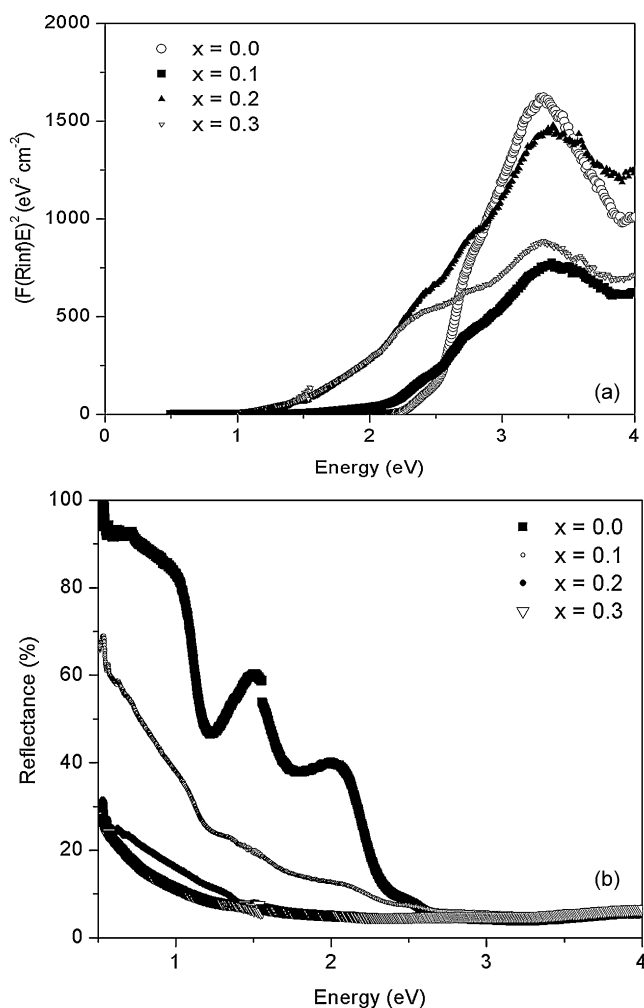 2000
1500
1000
500
0
(F(Rinf)E)² (eV² cm⁻²)
x = 0.0
x = 0.1
x = 0.2
x = 0.3
(a)
0 1 2 3 4
Energy (eV)
100
80
60
40
20
0
Reflectance (%)
x = 0.0
x = 0.1
x = 0.2
x = 0.3
(b)
1 2 3 4
Energy (eV)